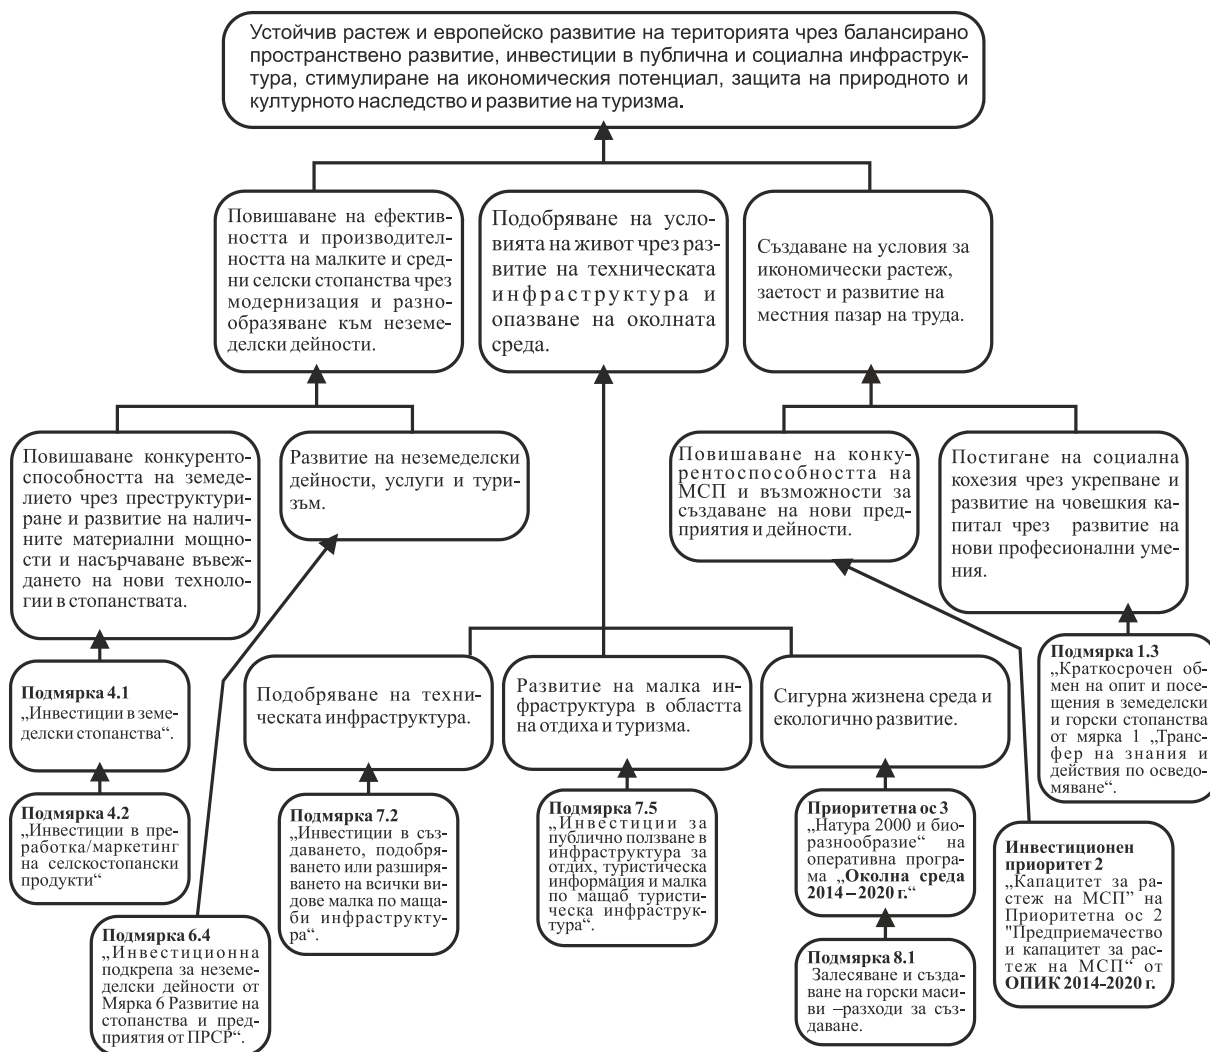 Устойчив растеж и европейско развитие на територията чрез балансирано
пространствено развитие, инвестиции в публична и социална инфраструк-
тура, стимулиране на икономическия потенциал, защита на природното и
културното наследство и развитие на туризма.
Повишаване на ефектив-
ността и производител-
ността на малките и сред-
ни селски стопанства чрез
модернизация и разно-
образяване към неземе-
делски дейности.
Подобряване на усло-
вията на живот чрез раз-
витие на техническата
инфраструктура и
опазване на околната
среда.
Създаване на условия за
икономически растеж,
заетост и развитие на
местния пазар на труда.
Повишаване конкуренто-
способността на земе-
делието чрез преструктури-
ране и развитие на налич-
ните материални мощнос-
ти и насърчаване въвеж-
дането на нови техноло-
гии в стопанствата.
Развитие на неземеделски
дейности, услуги и тури-
зъм.
Повишаване на конку-
рентоспособността на
МСП и възможности за
създаване на нови пред-
приятия и дейности.
Постигане на социална
кохезия чрез укрепване и
развитие на човешкия ка-
питал чрез развитие на
нови професионални уме-
ния.
Подмярка 4.1
„Инвестиции в земе-
делски стопанства“.
Подобряване на техни-
ческата инфраструктура.
Развитие на малка ин-
фраструктура в областта
на отдиха и туризма.
Сигурна жизнена среда и
екологично развитие.
Подмярка 1.3
„Краткосрочен об-
мен на опит и посе-
щения в земеделски
и горски стопанства
от мярка 1 „Транс-
фер на знания и
действия по осведо-
мяване“.
Подмярка 4.2
„Инвестиции в пре-
работка/маркетинг
на селскостопански
продукти“
Подмярка 7.2
„Инвестиции в съз-
даването, подобря-
ването или разширя-
ването на всички ви-
дове малка по маща-
би инфраструкту-
ра“.
Подмярка 7.5
„Инвестиции за
публично ползване в
инфраструктура за
отдих, туристическа
информация и малка
по мащаб туристи-
ческа инфраструк-
тура“.
Приоритетна ос 3
„Натура 2000 и био-
разнообразие“ на
оперативна програ-
ма „Околна среда
2014 – 2020 г.“
Инвестиционен
приоритет 2
„Капацитет за рас-
теж на МСП” на
Приоритетна ос 2
"Предприемачество
и капацитет за рас-
теж на МСП“ от
ОПИК 2014-2020 г.
Подмярка 6.4
„Инвестиционна
подкрепа за неземе-
делски дейности от
Мярка 6 Развитие на
стопанства и пред-
приятия от ПРСР“.
Подмярка 8.1
Залесяване и създа-
ване на горски маси-
ви –разходи за съз-
даване.